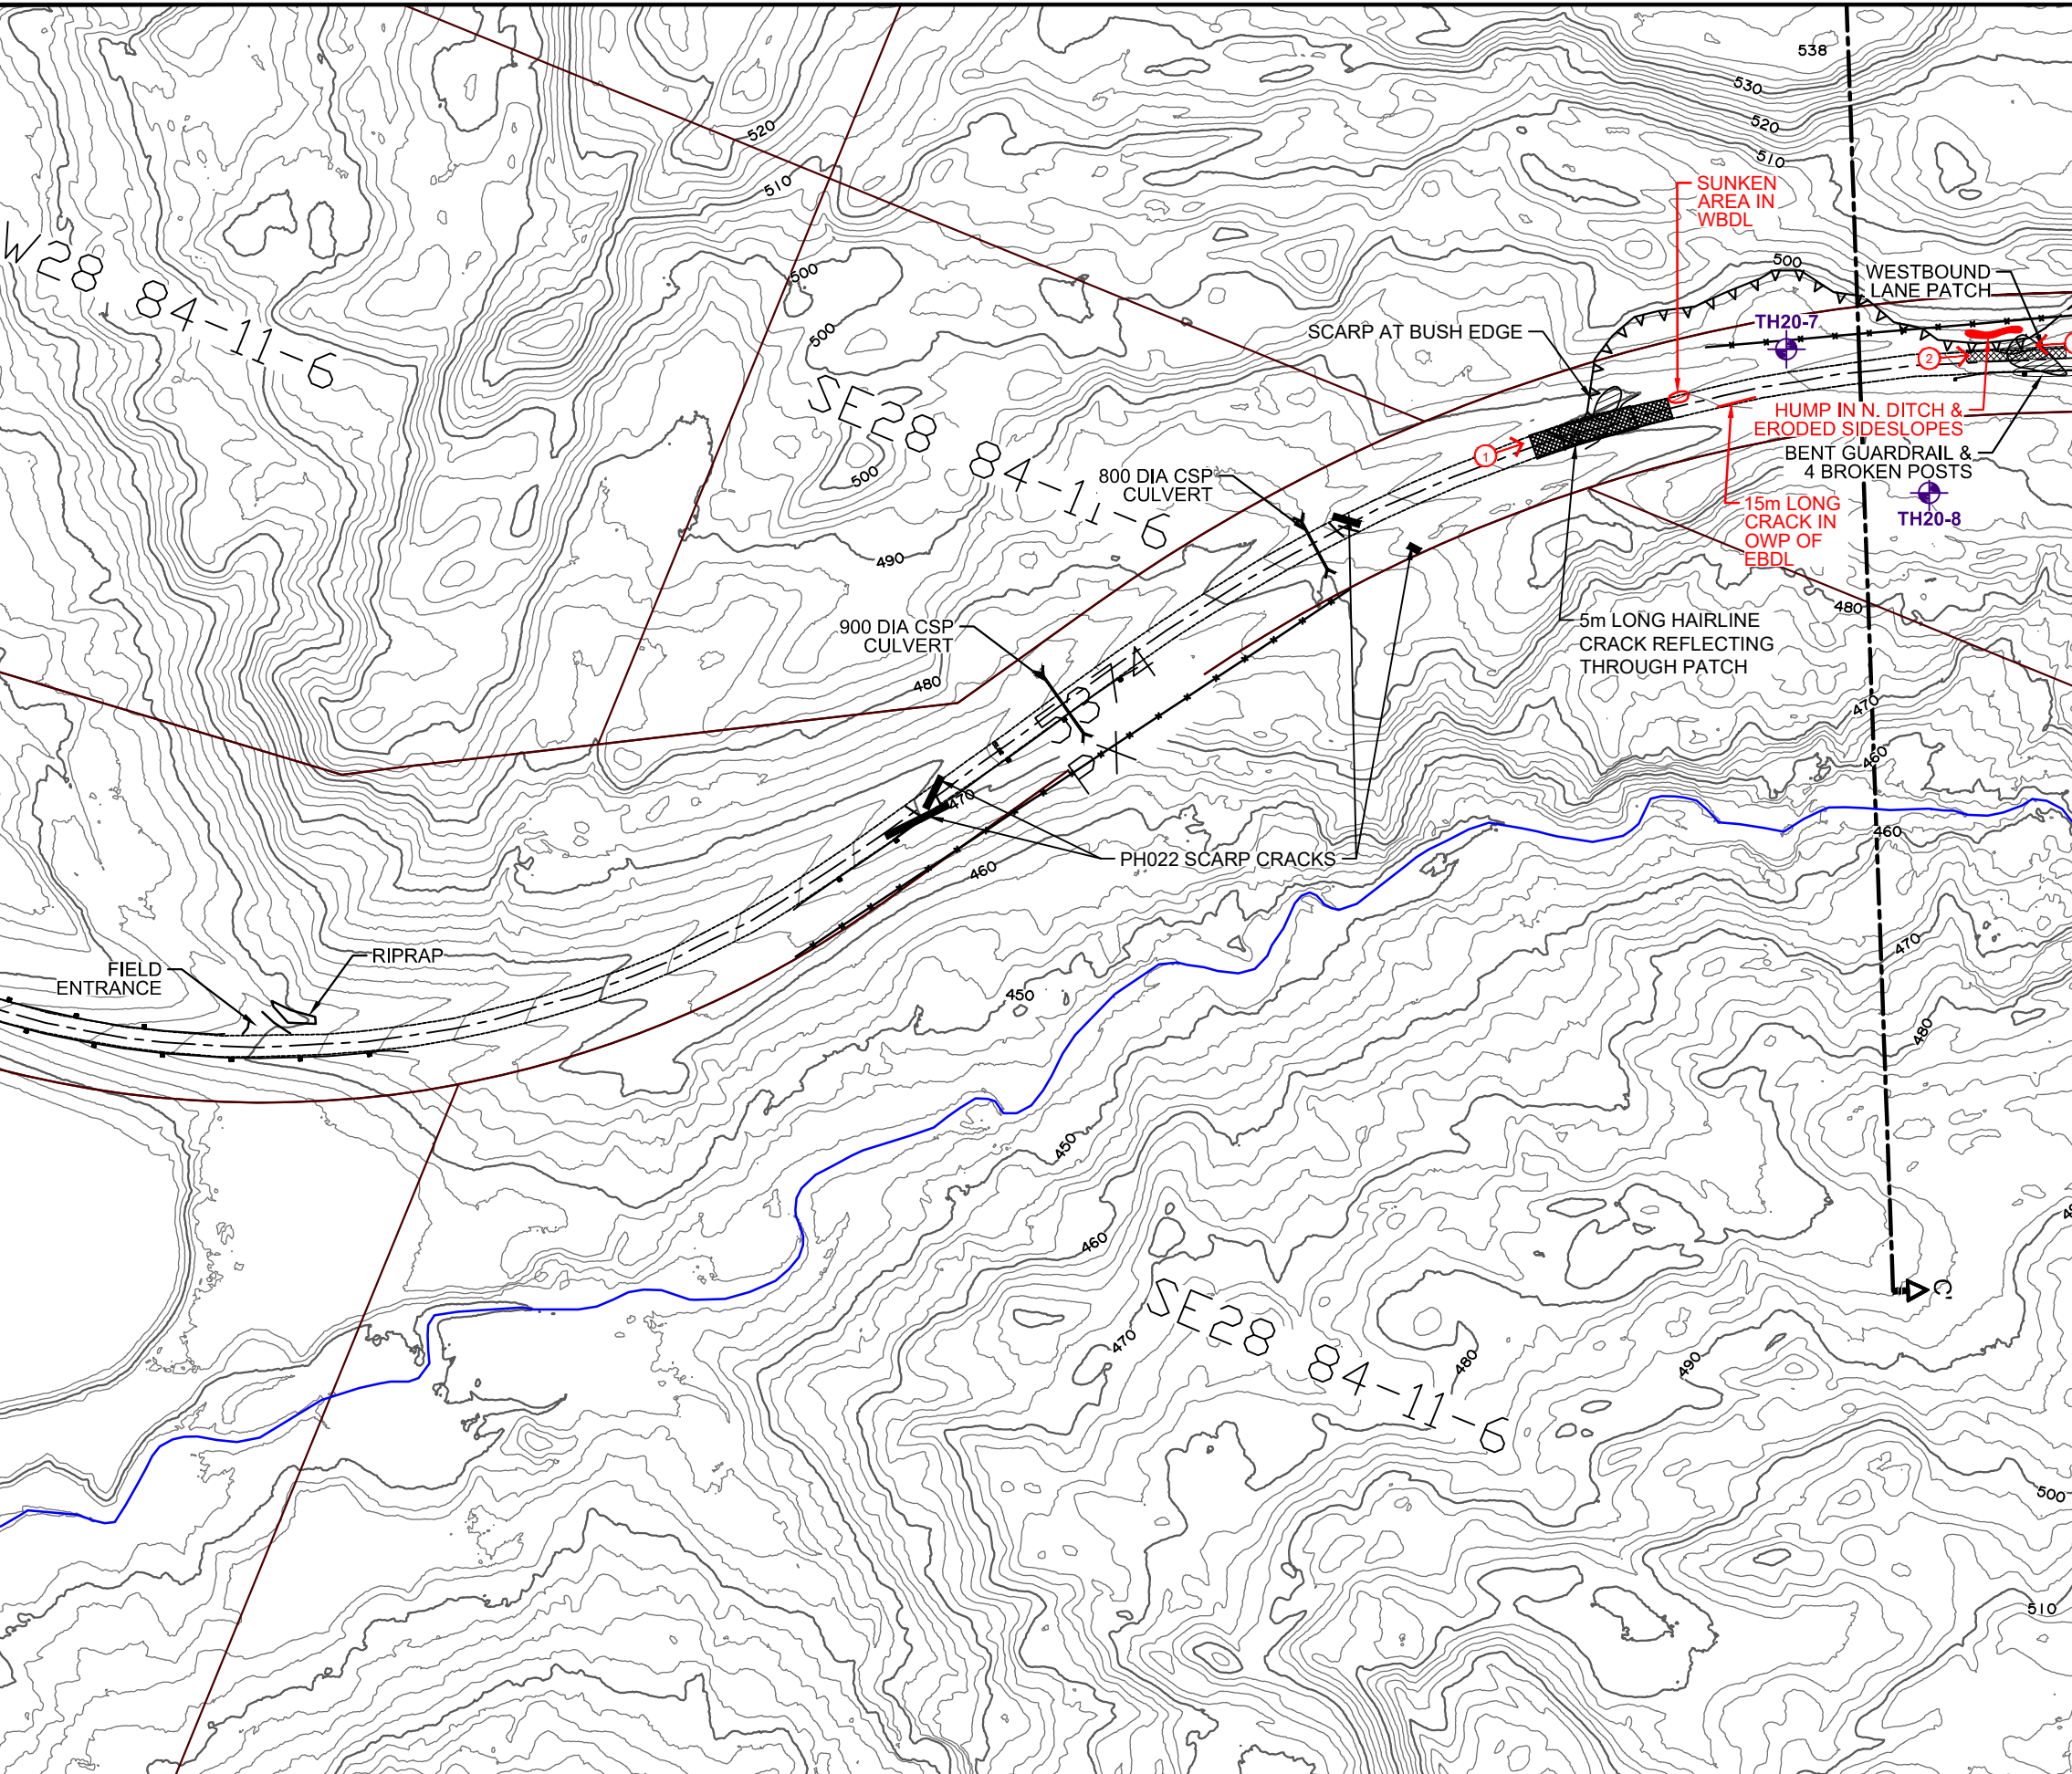 538
530
520
510
520
510
SUNKEN
AREA IN
WBDL
500
WESTBOUND
LANE PATCH
W28 84-11-6
500
500
TH20-7
SCARP AT BUSH EDGE
2
SE28 84-11-6
HUMP IN N. DITCH &
ERODED SIDESLOPES
BENT GUARDRAIL &
4 BROKEN POSTS
1
500
800 DIA CSP
CULVERT
15m LONG
CRACK IN
OWP OF
EBDL
TH20-8
490
480
5m LONG HAIRLINE
CRACK REFLECTING
THROUGH PATCH
900 DIA CSP
CULVERT
480
5374
PX
470
460
470
460
PH022 SCARP CRACKS
460
RIPRAP
FIELD
ENTRANCE
450
470
480
450
460
C'
SE28 84-11-6
470
480
490
500
510